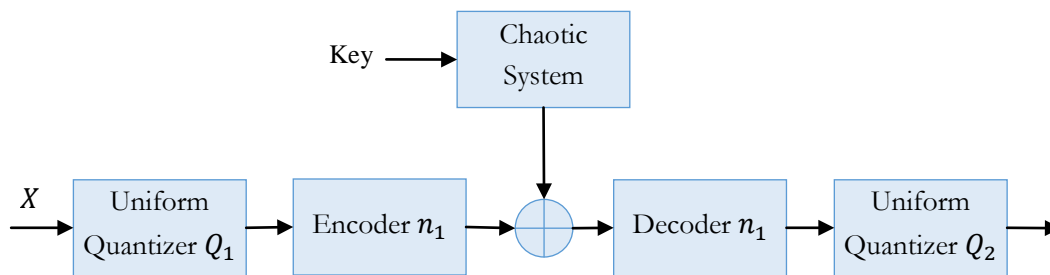 Chaotic
System
Key
X
Uniform
Quantizer Q₁
Encoder n₁
Decoder n₁
Uniform
Quantizer Q₂